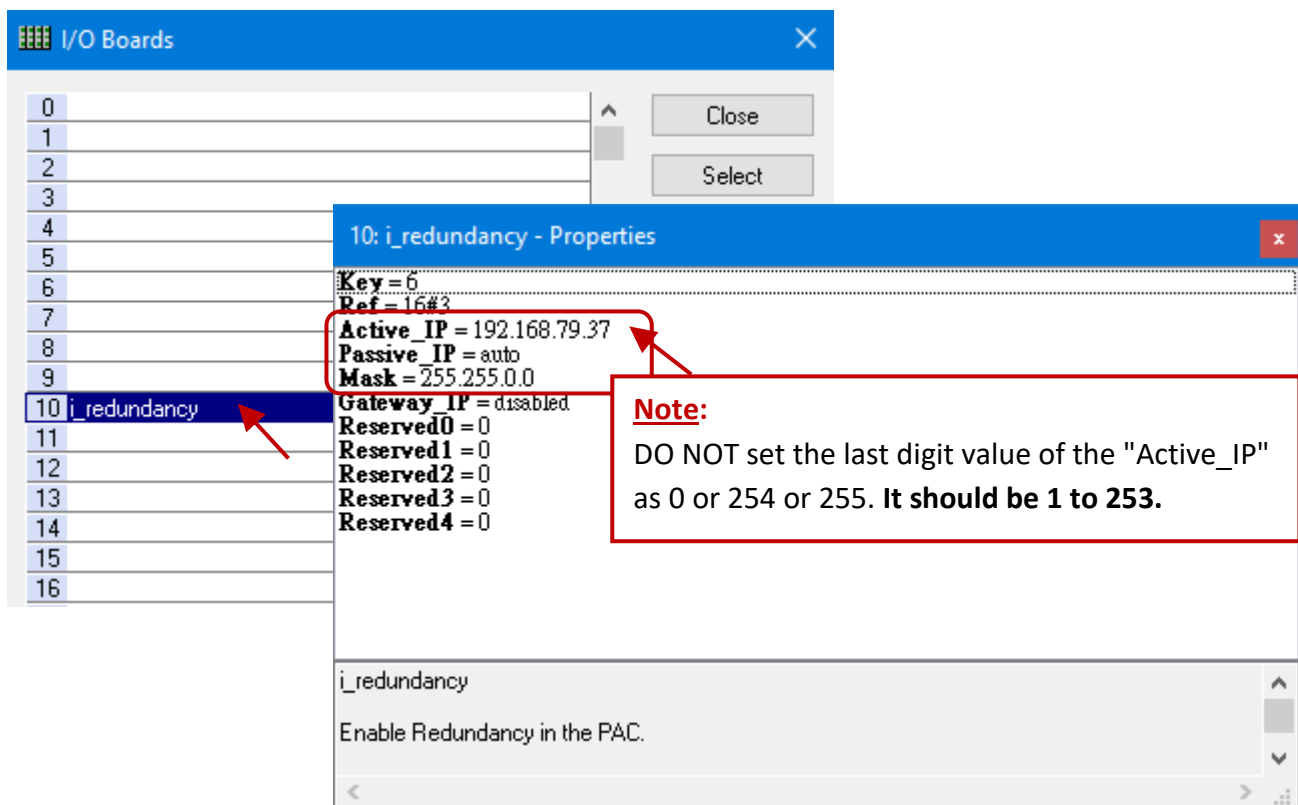 I/O Boards
0
1
2
3
4
5
6
7
8
9
10 i_redundancy
11
12
13
14
15
16
Close
Select
10: i_redundancy - Properties
Key = 6
Ref = 16#3
Active_IP = 192.168.79.37
Passive_IP = auto
Mask = 255.255.0.0
Gateway_IP = disabled
Reserved0 = 0
Reserved1 = 0
Reserved2 = 0
Reserved3 = 0
Reserved4 = 0
Note:
DO NOT set the last digit value of the "Active_IP"
as 0 or 254 or 255. It should be 1 to 253.
i_redundancy
Enable Redundancy in the PAC.